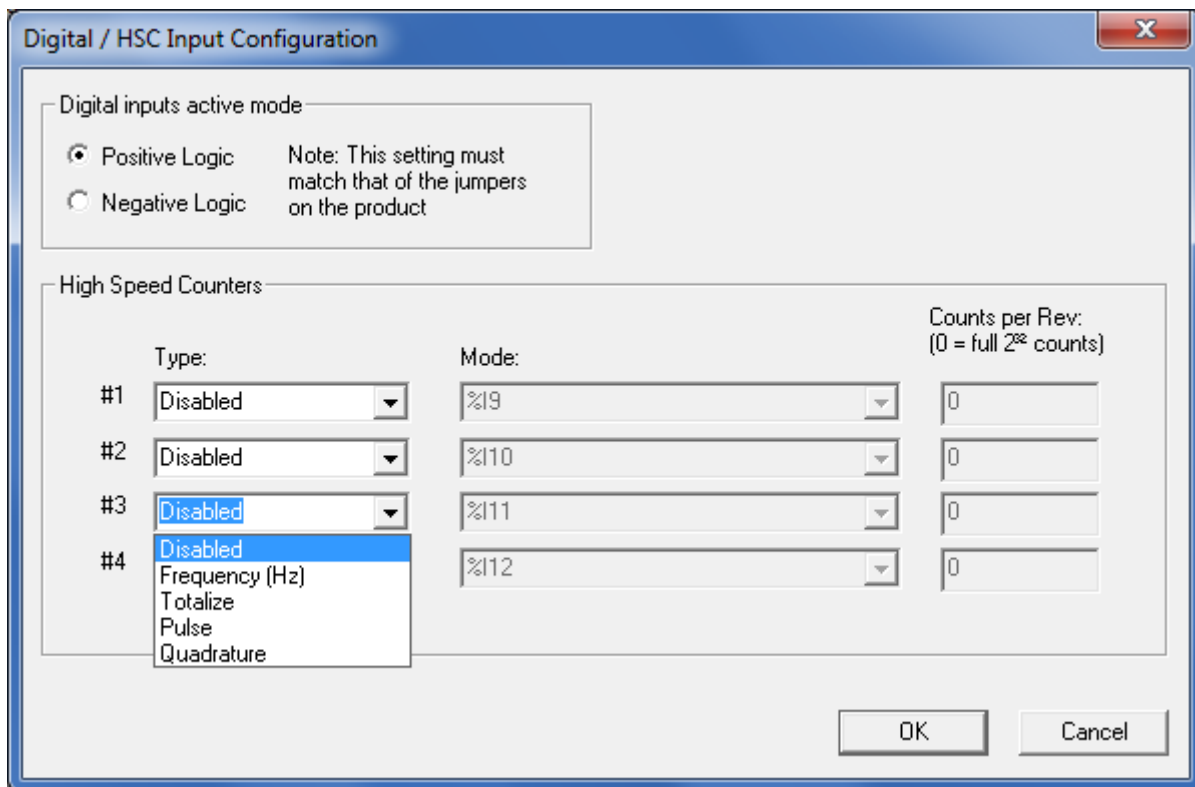 Digital / HSC Input Configuration
Digital inputs active mode
Positive Logic
Negative Logic
Note: This setting must
match that of the jumpers
on the product
High Speed Counters
Type:
Mode:
Counts per Rev:
(0 = full 2³² counts)
#1 Disabled %I9 0
#2 Disabled %I10 0
#3 Disabled %I11 0
#4 %I12 0
Disabled
Frequency (Hz)
Totalize
Pulse
Quadrature
OK Cancel